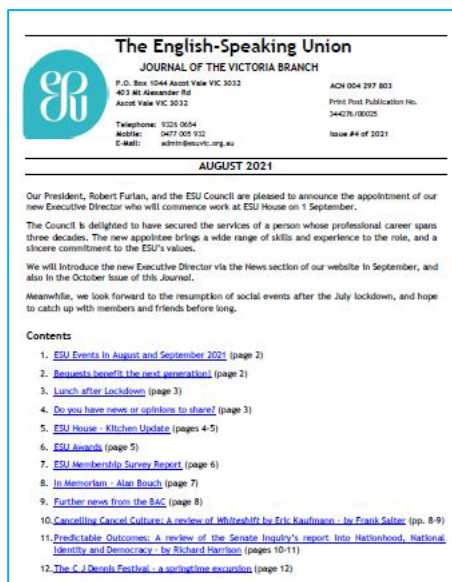 esu
The English-Speaking Union
JOURNAL OF THE VICTORIA BRANCH
P.O. Box 1044 Ascot Vale VIC 3032
403 Mt Alexander Rd
Ascot Vale VIC 3032
Telephone: 9326 0654
Mobile: 0477 005 932
E-Mail: admin@esuvic.org.au
ACN 004 297 803
Print Post Publication No.
344276/00025
Issue #4 of 2021
AUGUST 2021
Our President, Robert Furlan, and the ESU Council are pleased to announce the appointment of our
new Executive Director who will commence work at ESU House on 1 September.
The Council is delighted to have secured the services of a person whose professional career spans
three decades. The new appointee brings a wide range of skills and experience to the role, and a
sincere commitment to the ESU's values.
We will introduce the new Executive Director via the News section of our website in September, and
also in the October issue of this Journal.
Meanwhile, we look forward to the resumption of social events after the July lockdown, and hope
to catch up with members and friends before long.
Contents
1. ESU Events in August and September 2021 (page 2)
2. Bequests benefit the next generation! (page 2)
3. Lunch after Lockdown (page 3)
4. Do you have news or opinions to share? (page 3)
5. ESU House - Kitchen Update (pages 4-5)
6. ESU Awards (page 5)
7. ESU Membership Survey Report (page 6)
8. In Memoriam - Alan Bouch (page 7)
9. Further news from the BAC (page 8)
10. Cancelling Cancel Culture: A review of Whiteshift by Eric Kaufmann - by Frank Salter (pp. 8-9)
11. Predictable Outcomes: A review of the Senate Inquiry's report into Nationhood, National
Identity and Democracy - by Richard Harrison (pages 10-11)
12. The C J Dennis Festival - a springtime excursion (page 12)